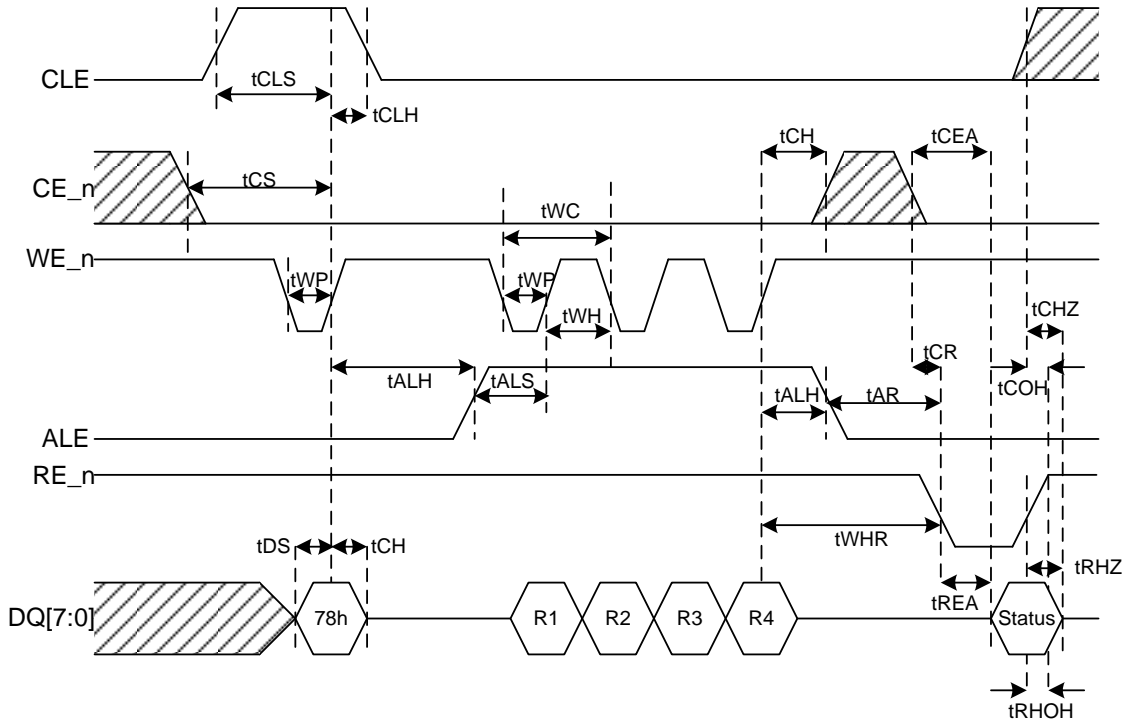 CLE
tCLS
tCLH
tCH
tCEA
CE_n
tCS
tWC
WE_n
tWP
tWP
tWH
tCHZ
tCR
tALH
tALS
tALH
tAR
tCOH
ALE
RE_n
tDS
tCH
tWHR
tRHZ
tREA
DQ[7:0]
78h
R1
R2
R3
R4
Status
tRHOH